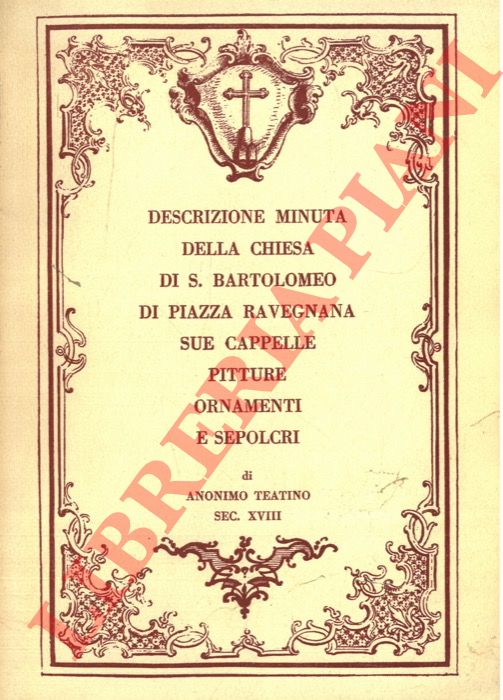 DESCRIZIONE MINUTA
DELLA CHIESA
DI S. BARTOLOMEO
DI PIAZZA RAVEGNANA
SUE CAPPELLE
PITTURE
ORNAMENTI
E SEPOLCRI
di
ANONIMO TEATINO
SEC. XVIII
LIBRERIA PIANI